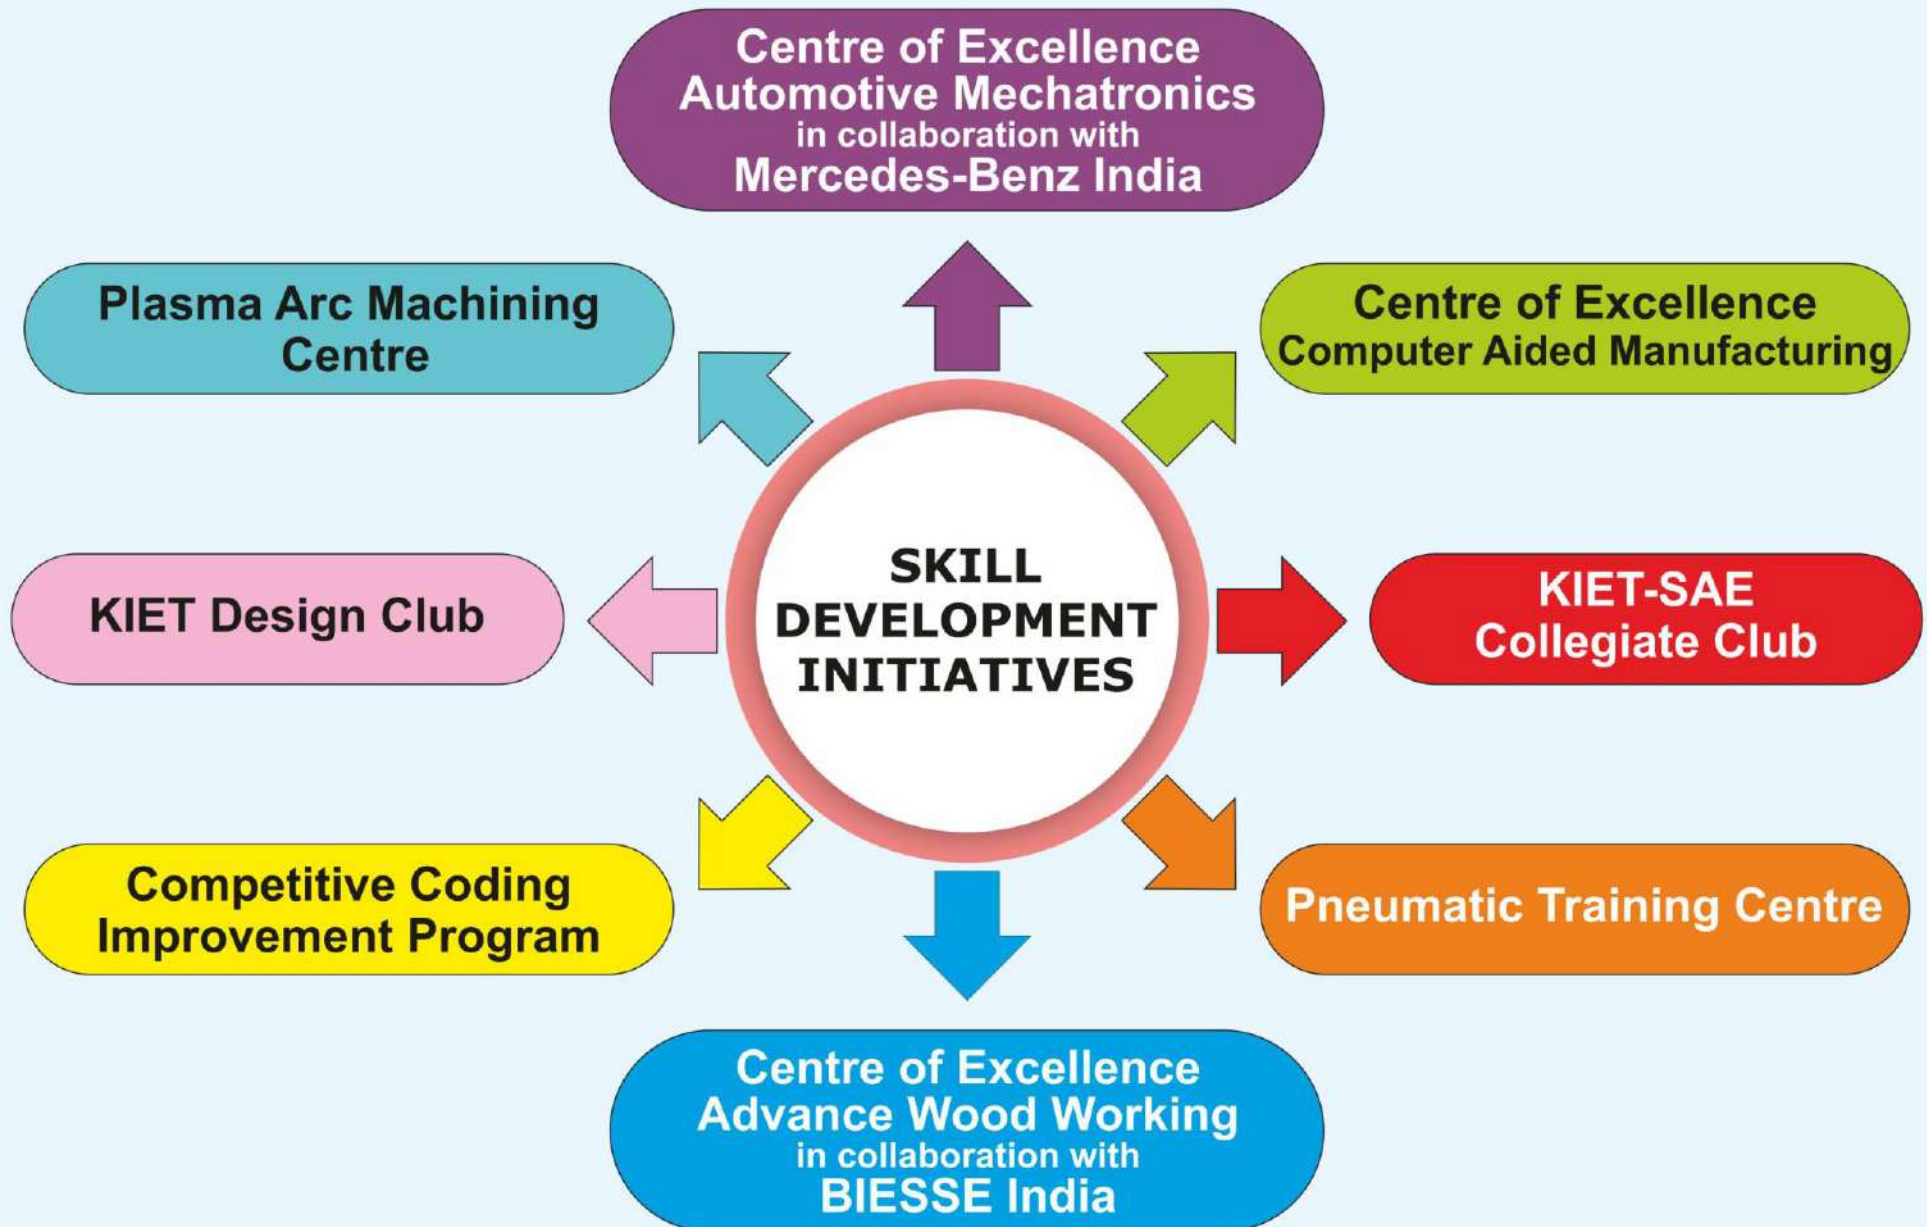 Centre of Excellence
Automotive Mechatronics
in collaboration with
Mercedes-Benz India
Plasma Arc Machining
Centre
Centre of Excellence
Computer Aided Manufacturing
KIET Design Club
SKILL
DEVELOPMENT
INITIATIVES
KIET-SAE
Collegiate Club
Competitive Coding
Improvement Program
Pneumatic Training Centre
Centre of Excellence
Advance Wood Working
in collaboration with
BIESSE India